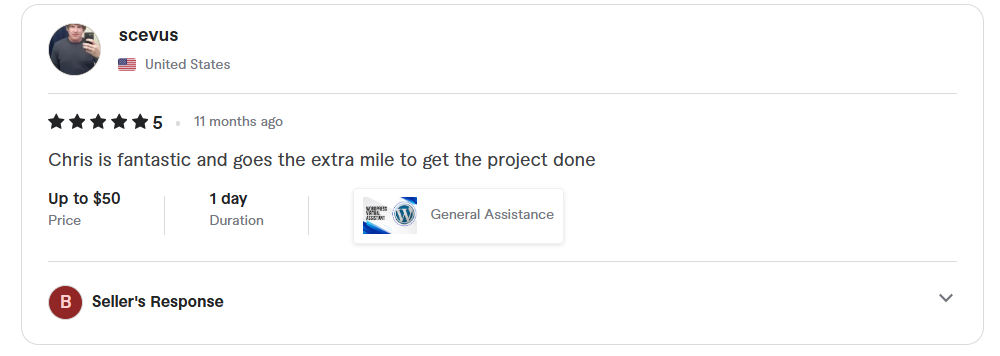 scevus
United States
5
11 months ago
Chris is fantastic and goes the extra mile to get the project done
Up to $50
Price
1 day
Duration
WORDPRESS
VIRTUAL
ASSISTANT
General Assistance
B
Seller's Response